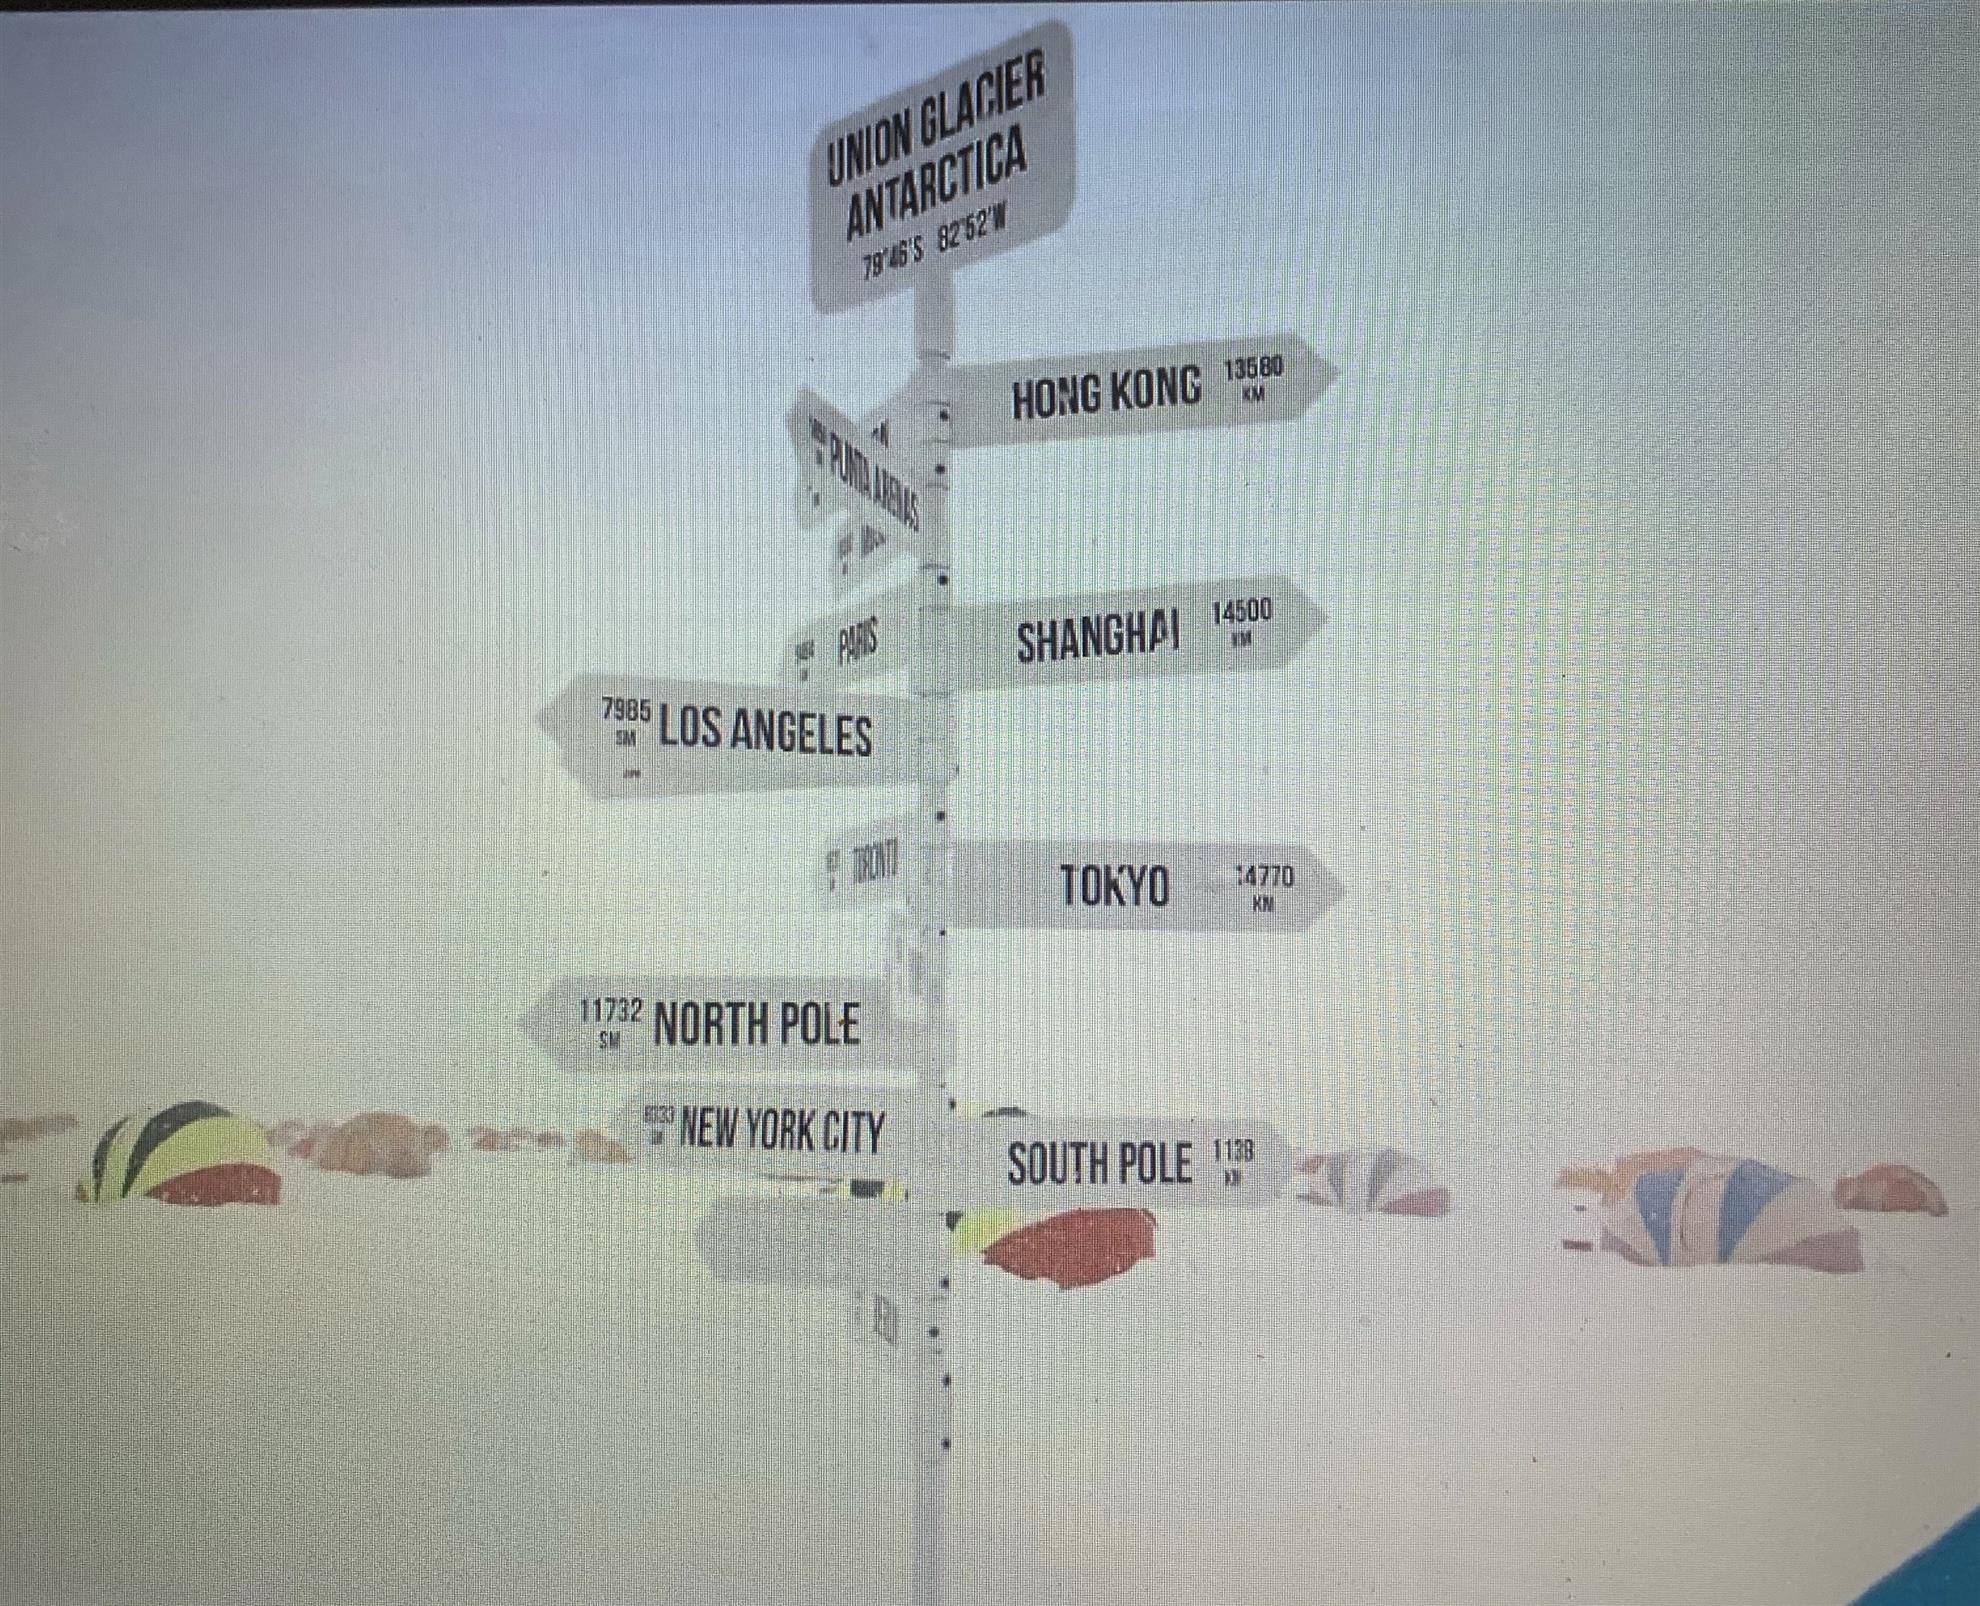 UNION GLACIER
ANTARCTICA
79°46'S 82°52'W
HONG KONG 13580
KM
PUNTA ARENAS
PARIS
SHANGHAI 14500
KM
7985 LOS ANGELES
SM
TORONTO
TOKYO 14770
KM
11732 NORTH POLE
SM
NEW YORK CITY
SOUTH POLE 1138
KM